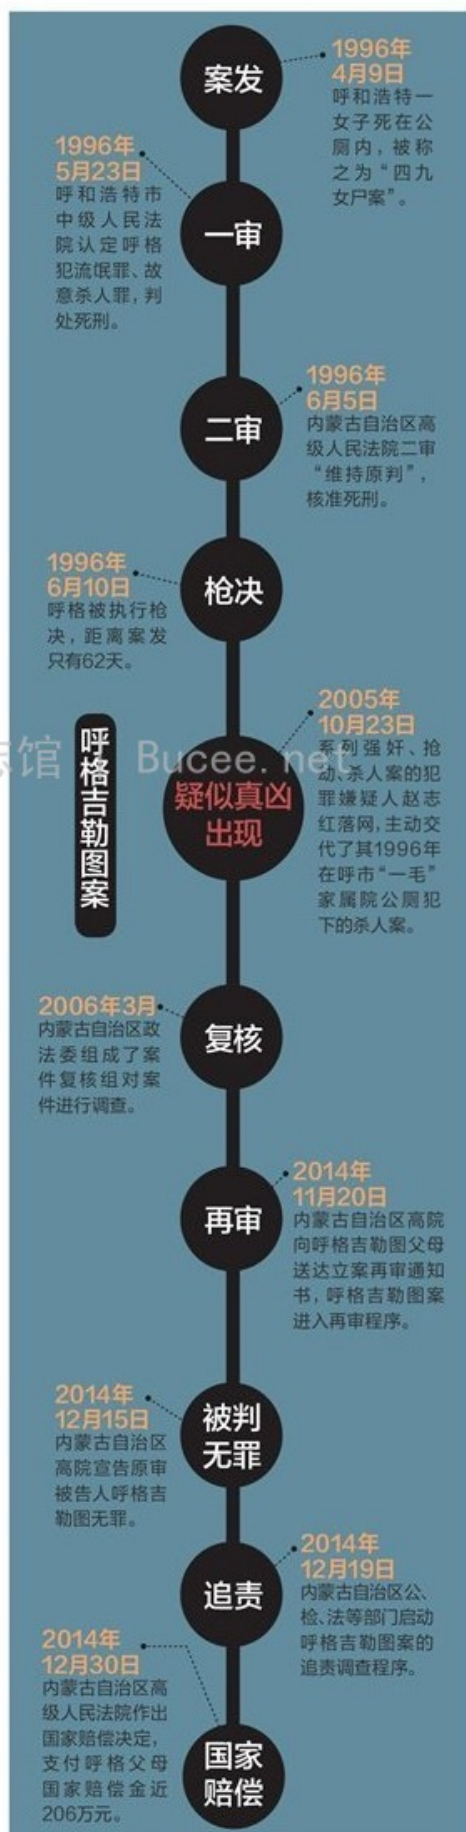 案发
1996年
4月9日
呼和浩特一
女子死在公
厕内，被称
之为“四九
女尸案”。
1996年
5月23日
呼和浩特市
中级人民法
院认定呼格
犯流氓罪、故
意杀人罪，判
处死刑。
一审
二审
1996年
6月5日
内蒙古自治区高
级人民法院二审
“维持原判”，
核准死刑。
1996年
6月10日
呼格被执行枪
决，距离案发
只有62天。
枪决
呼格吉勒图案
志馆 Bucee.net
疑似真凶
出现
2005年
10月23日
系列强奸、抢
劫、杀人案的犯
罪嫌疑人赵志
红落网，主动交
代了其1996年
在呼市“一毛”
家属院公厕犯
下的杀人案。
2006年3月
内蒙古自治区政
法委组成了案
件复核组对案
件进行调查。
复核
再审
2014年
11月20日
内蒙古自治区高院
向呼格吉勒图父母
送达立案再审通知
书，呼格吉勒图案
进入再审程序。
2014年
12月15日
内蒙古自治区
高院宣告原审
被告人呼格吉
勒图无罪。
被判
无罪
追责
2014年
12月19日
内蒙古自治区公、
检、法等部门启动
呼格吉勒图案的
追责调查程序。
2014年
12月30日
内蒙古自治区高
级人民法院作出
国家赔偿决定，
支付呼格父母
国家赔偿金近
206万元。
国家
赔偿